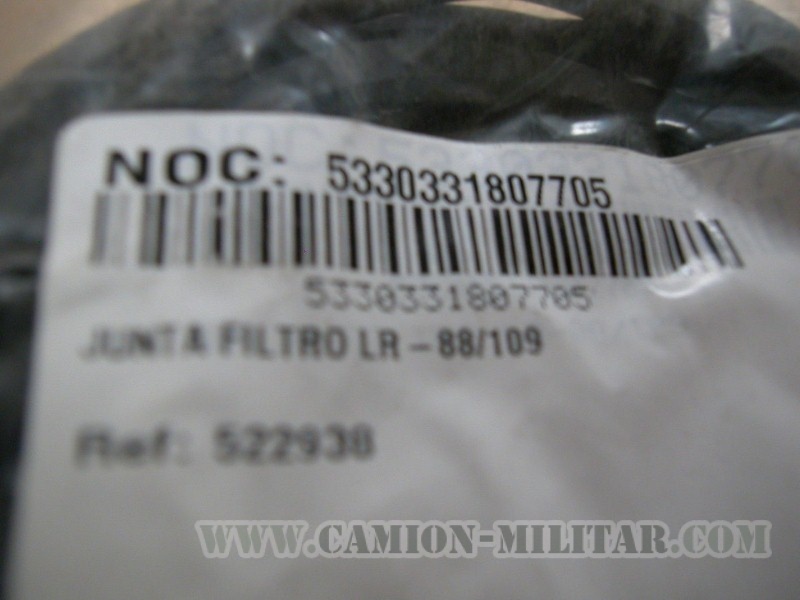 NOC: 5330331807705
5330331807705
JUNTA FILTRO LR - 88/109
Ref: 522938
WWW.CAMION-MILITAR.COM